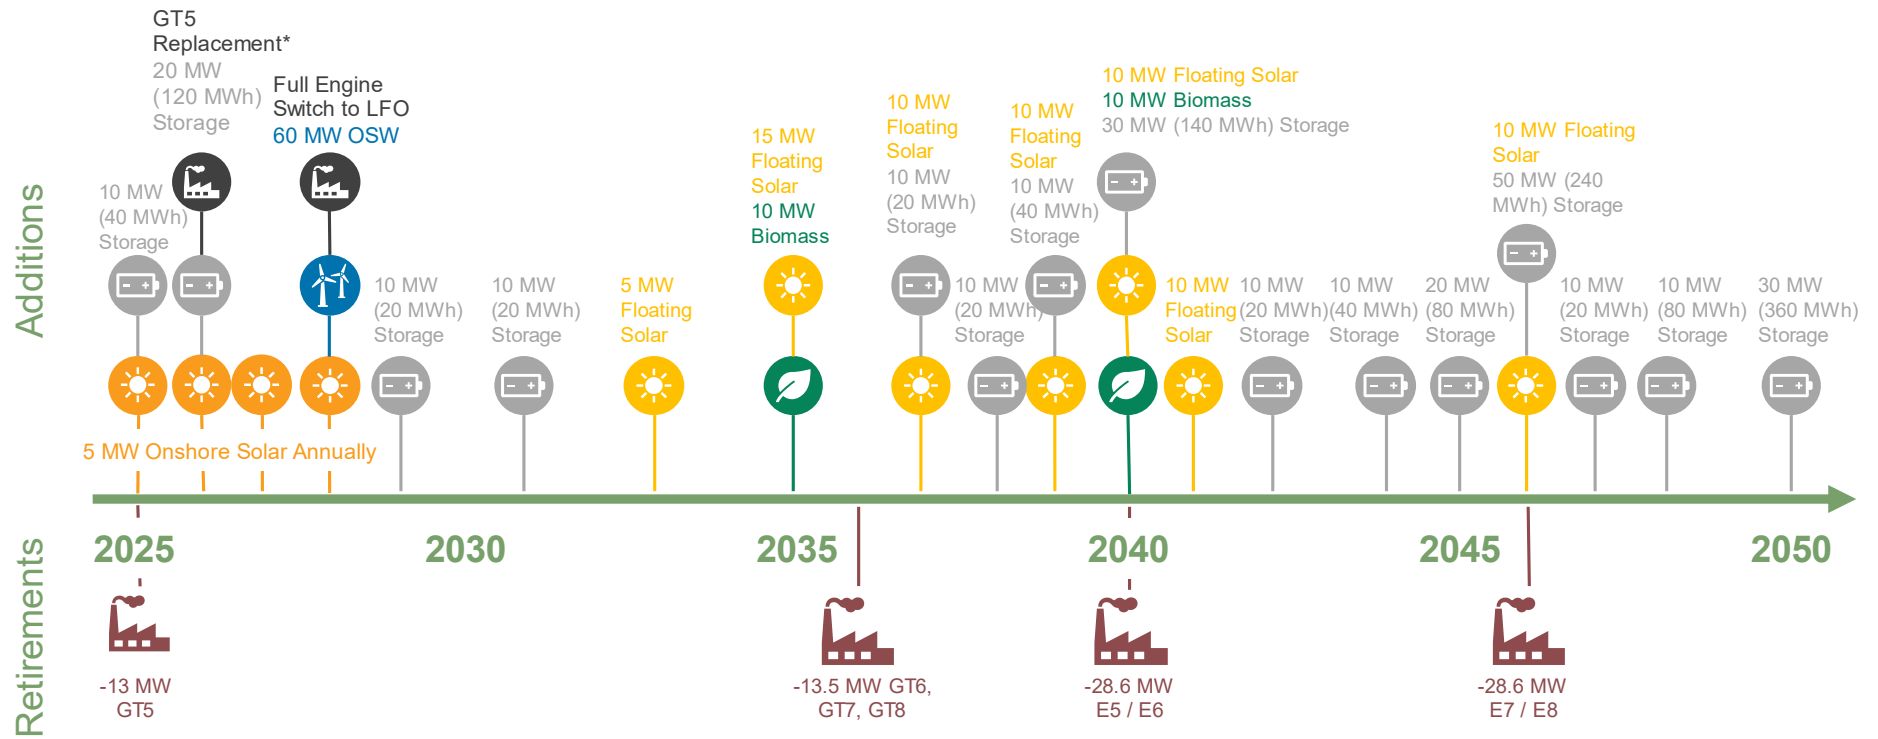 GT5
Replacement*
20 MW
(120 MWh)
Storage
Full Engine
Switch to LFO
60 MW OSW
10 MW
(40 MWh)
Storage
10 MW
(20 MWh)
Storage
10 MW
(20 MWh)
Storage
5 MW
Floating
Solar
15 MW
Floating
Solar
10 MW
Biomass
10 MW
Floating
Solar
10 MW
(20 MWh)
Storage
10 MW
(20 MWh)
Storage
10 MW
Floating
Solar
10 MW
(40 MWh)
Storage
10 MW Floating Solar
10 MW Biomass
30 MW (140 MWh) Storage
10 MW
Floating
Solar
10 MW
(20 MWh)
Storage
10 MW
(40 MWh)
Storage
20 MW
(80 MWh)
Storage
10 MW Floating
Solar
50 MW (240
MWh) Storage
10 MW
(20 MWh)
Storage
10 MW
(80 MWh)
Storage
30 MW
(360 MWh)
Storage
Additions
5 MW Onshore Solar Annually
2025
2030
2035
2040
2045
2050
Retirements
-13 MW
GT5
-13.5 MW GT6,
GT7, GT8
-28.6 MW
E5 / E6
-28.6 MW
E7 / E8